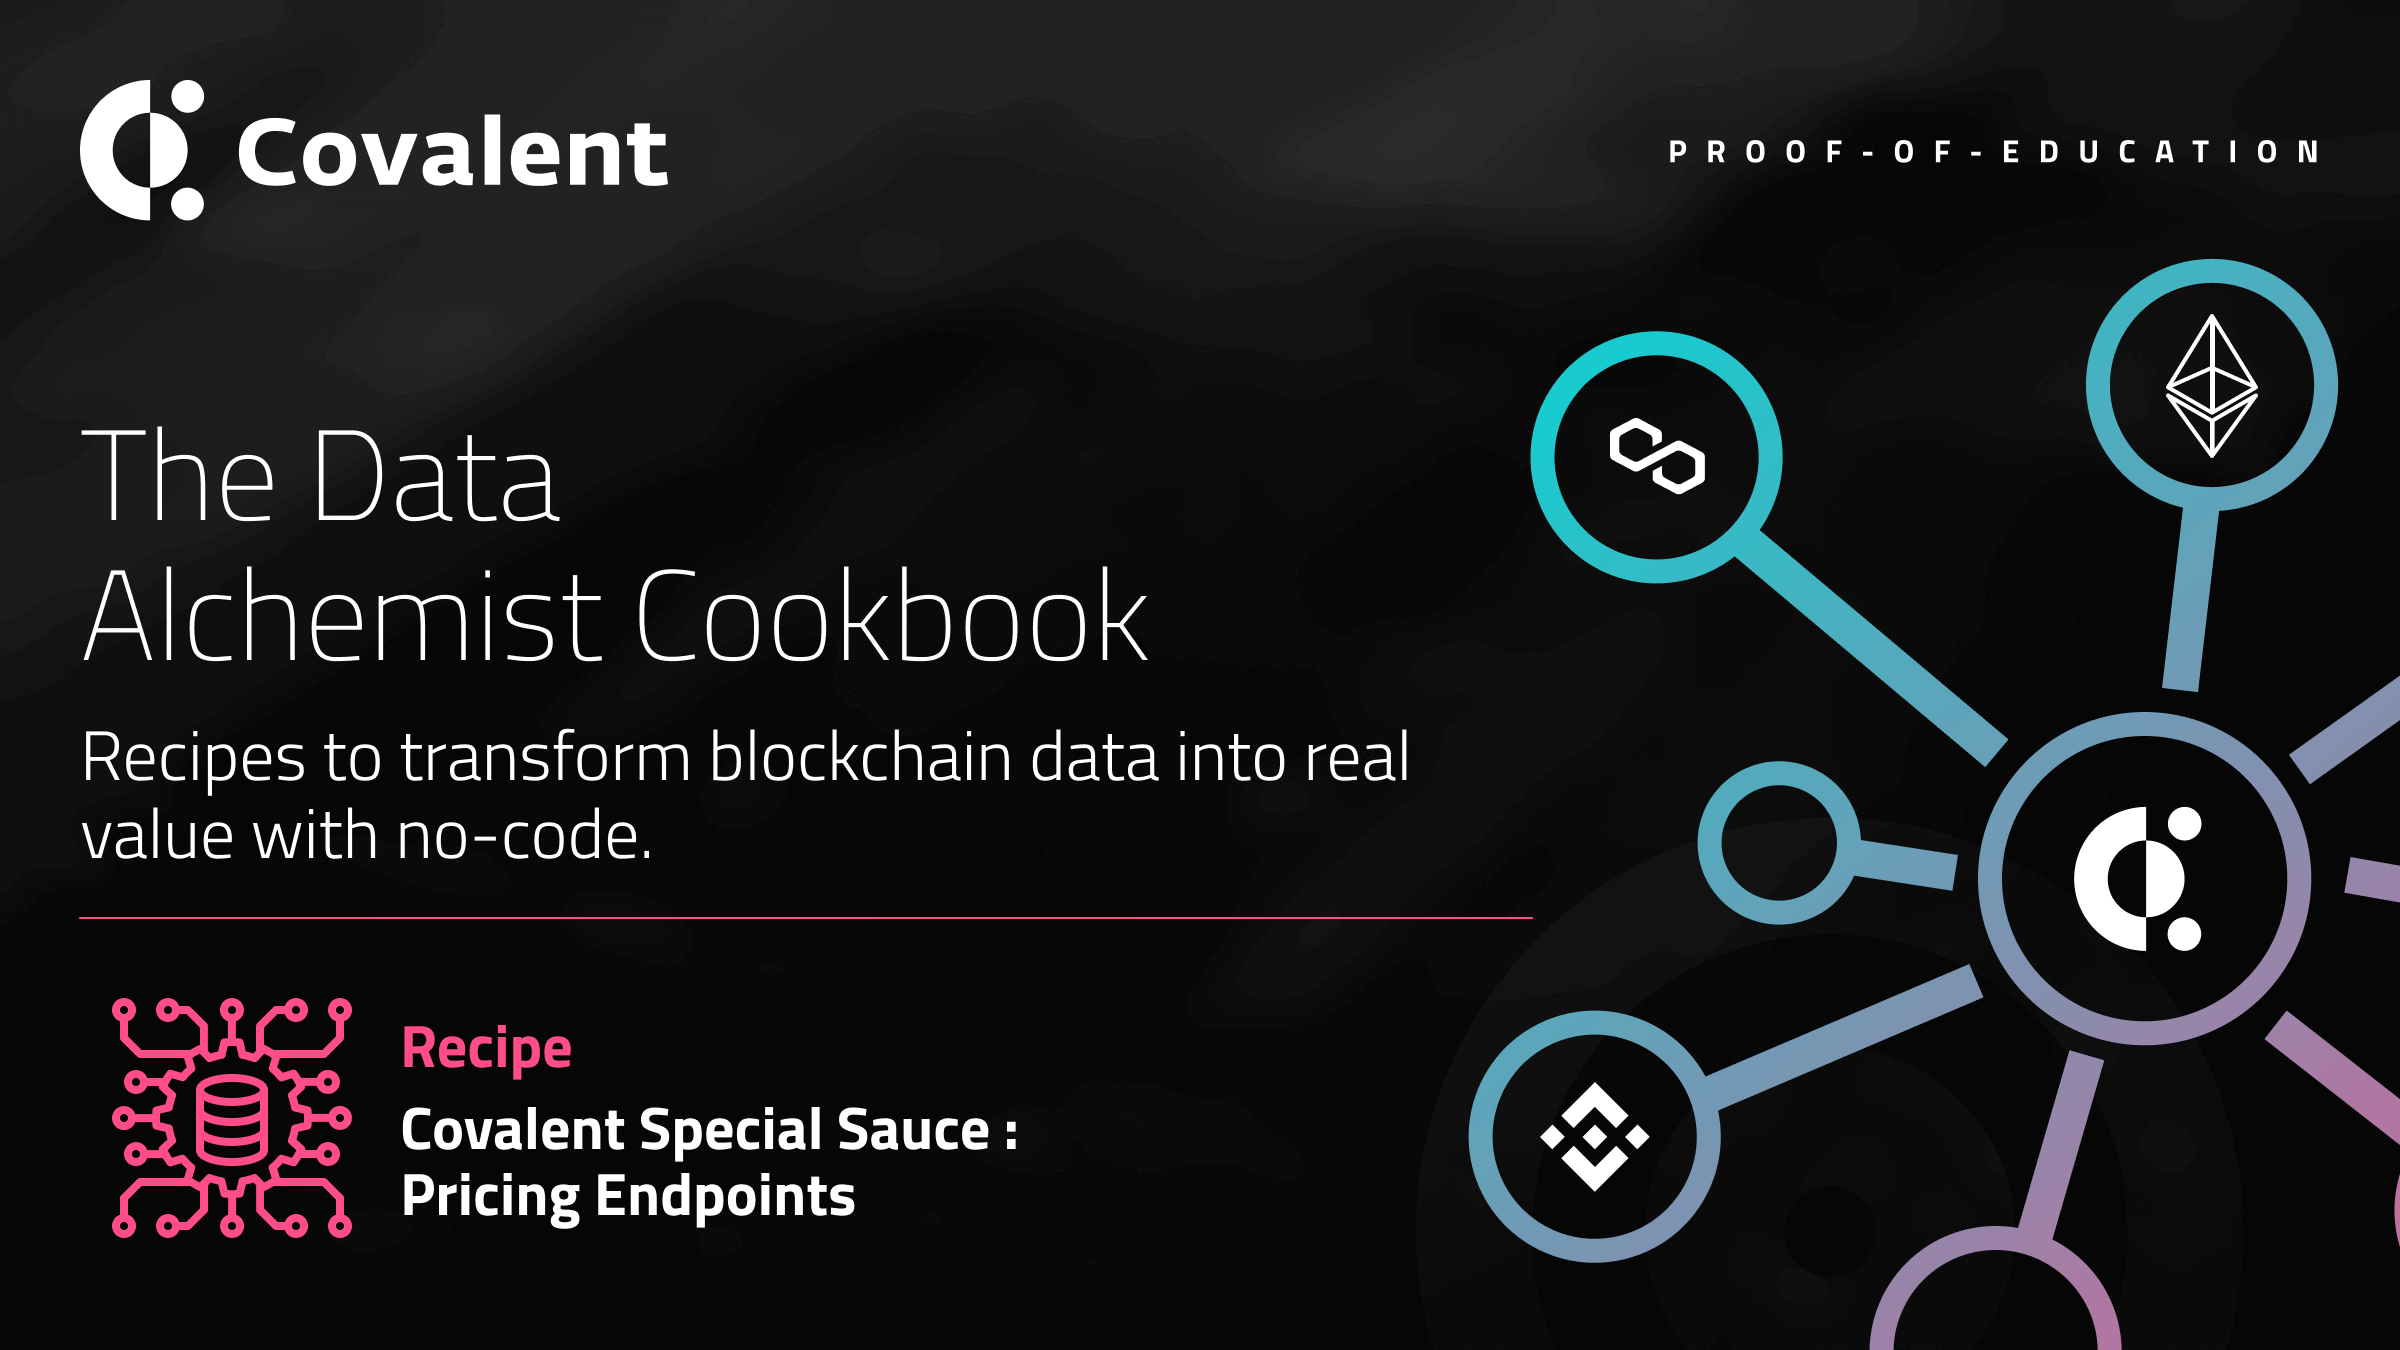 Covalent
PROOF-OF-EDUCATION
The Data
Alchemist Cookbook
Recipes to transform blockchain data into real
value with no-code.
Recipe
Covalent Special Sauce :
Pricing Endpoints